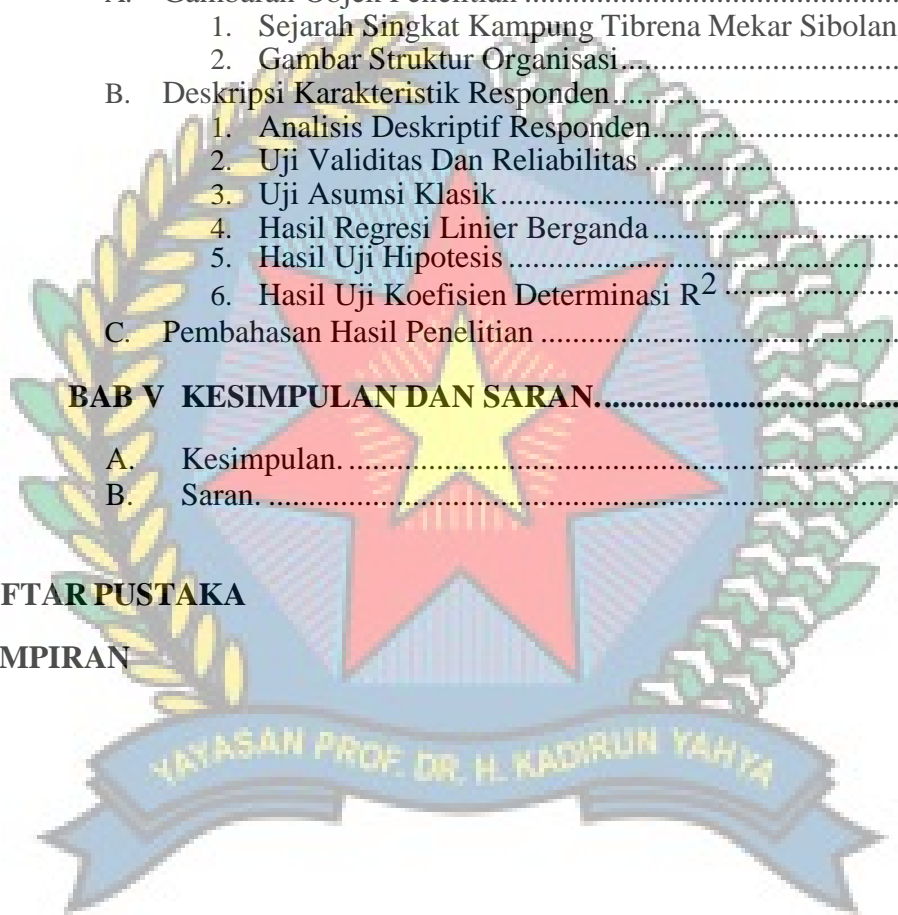 A. Gambaran Objek Penelitian ................................................
1. Sejarah Singkat Kampung Tibrena Mekar Sibolan
2. Gambar Struktur Organisasi ................................................
B. Deskripsi Karakteristik Responden ................................................
1. Analisis Deskriptif Responden ................................................
2. Uji Validitas Dan Reliabilitas ................................................
3. Uji Asumsi Klasik ................................................
4. Hasil Regresi Linier Berganda ................................................
5. Hasil Uji Hipotesis ................................................
6. Hasil Uji Koefisien Determinasi R² ................................................
C. Pembahasan Hasil Penelitian ................................................
BAB V KESIMPULAN DAN SARAN. ................................................
A. Kesimpulan. ................................................
B. Saran. ................................................
FTAR PUSTAKA
MPIRAN
YAYASAN PROF. DR. H. KADIRUN YAHYA